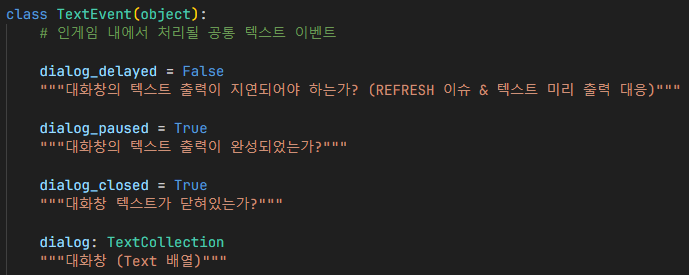 class TextEvent(object):
# 인게임 내에서 처리될 공통 텍스트 이벤트
dialog_delayed = False
"""대화창의 텍스트 출력이 지연되어야 하는가? (REFRESH 이슈 & 텍스트 미리 출력 대응)"""
dialog_paused = True
"""대화창의 텍스트 출력이 완성되었는가?"""
dialog_closed = True
"""대화창 텍스트가 닫혀있는가?"""
dialog: TextCollection
"""대화창 (Text 배열)"""